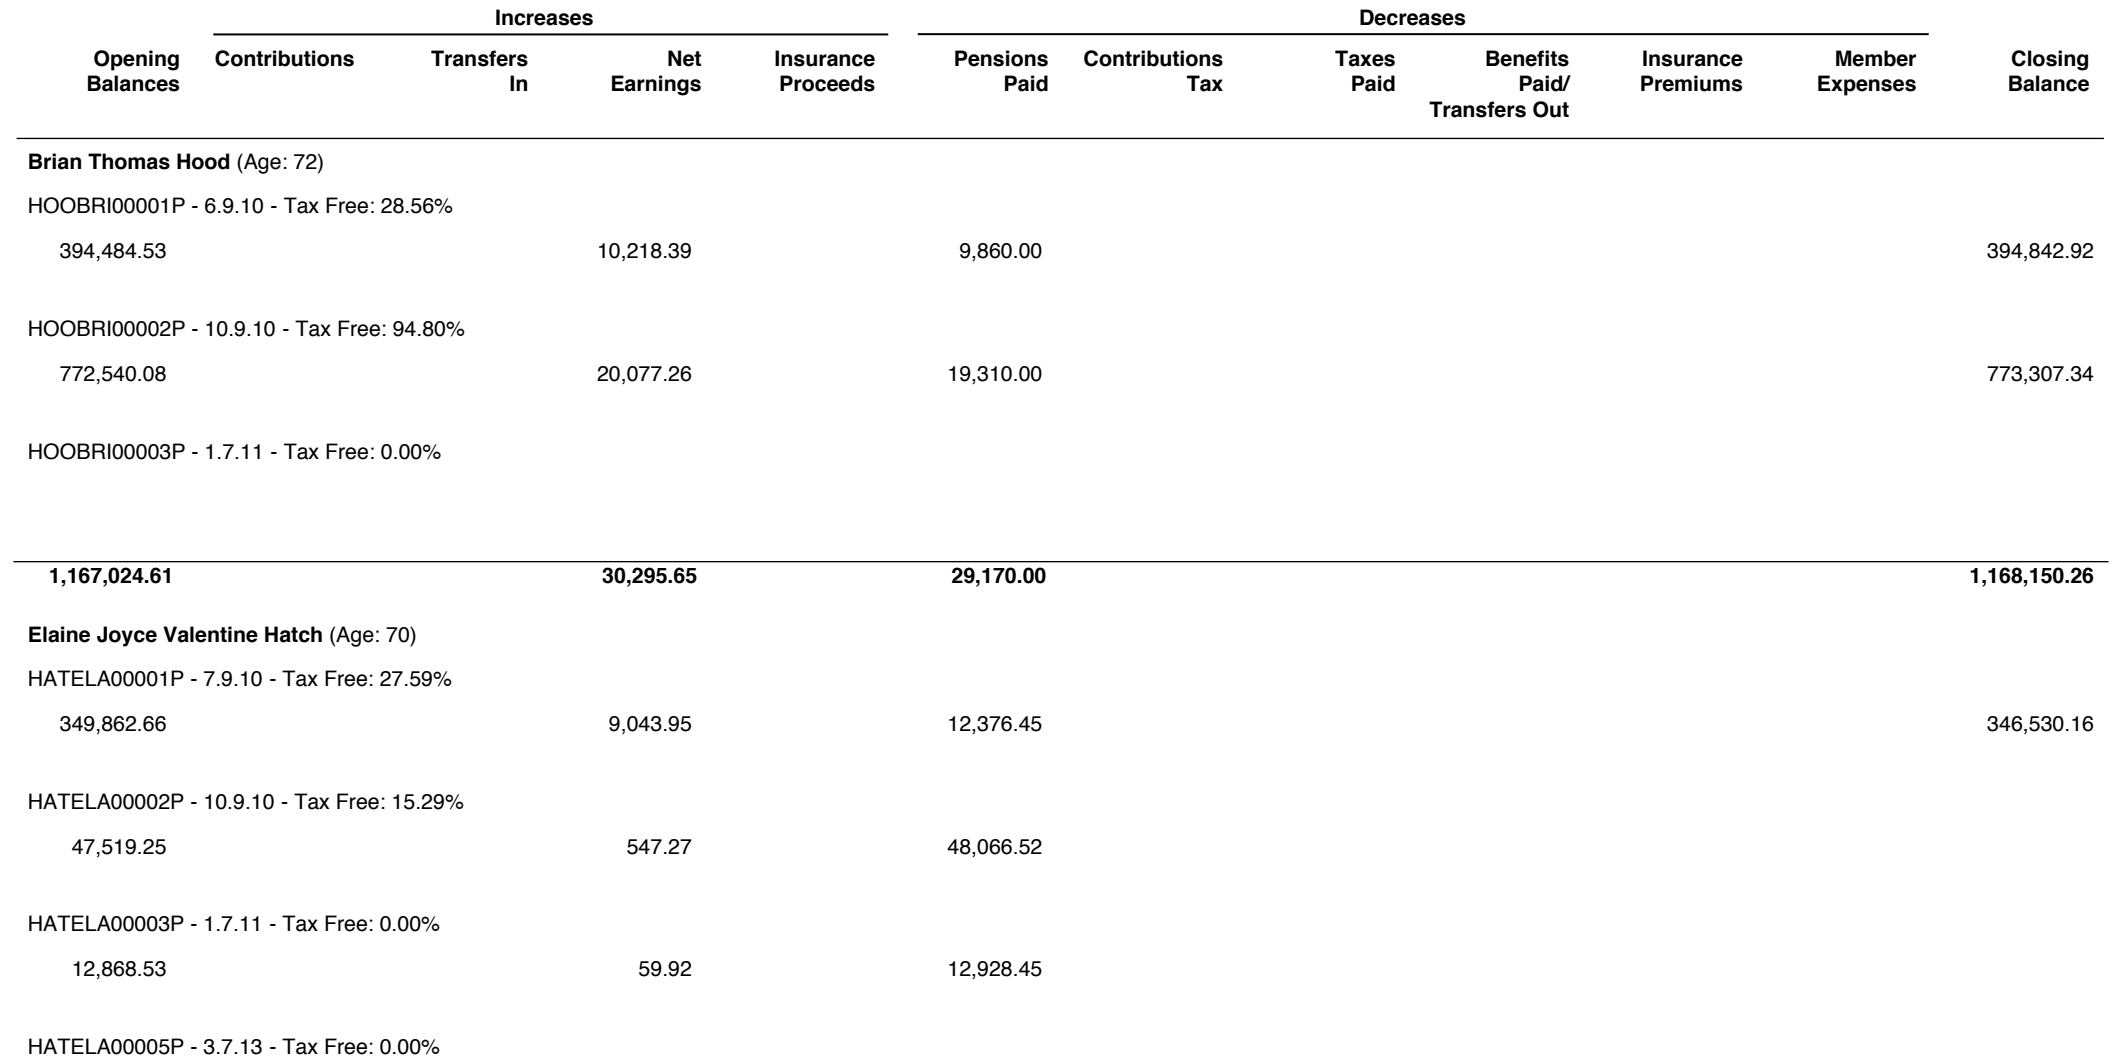 Increases Decreases
Opening Contributions Transfers Net Insurance Pensions Contributions Taxes Benefits Insurance Member Closing
Balances In Earnings Proceeds Paid Tax Paid Paid/ Premiums Expenses Balance
Transfers Out
Brian Thomas Hood (Age: 72)
HOOBRI00001P - 6.9.10 - Tax Free: 28.56%
394,484.53 10,218.39 9,860.00 394,842.92
HOOBRI00002P - 10.9.10 - Tax Free: 94.80%
772,540.08 20,077.26 19,310.00 773,307.34
HOOBRI00003P - 1.7.11 - Tax Free: 0.00%
1,167,024.61 30,295.65 29,170.00 1,168,150.26
Elaine Joyce Valentine Hatch (Age: 70)
HATELA00001P - 7.9.10 - Tax Free: 27.59%
349,862.66 9,043.95 12,376.45 346,530.16
HATELA00002P - 10.9.10 - Tax Free: 15.29%
47,519.25 547.27 48,066.52
HATELA00003P - 1.7.11 - Tax Free: 0.00%
12,868.53 59.92 12,928.45
HATELA00005P - 3.7.13 - Tax Free: 0.00%